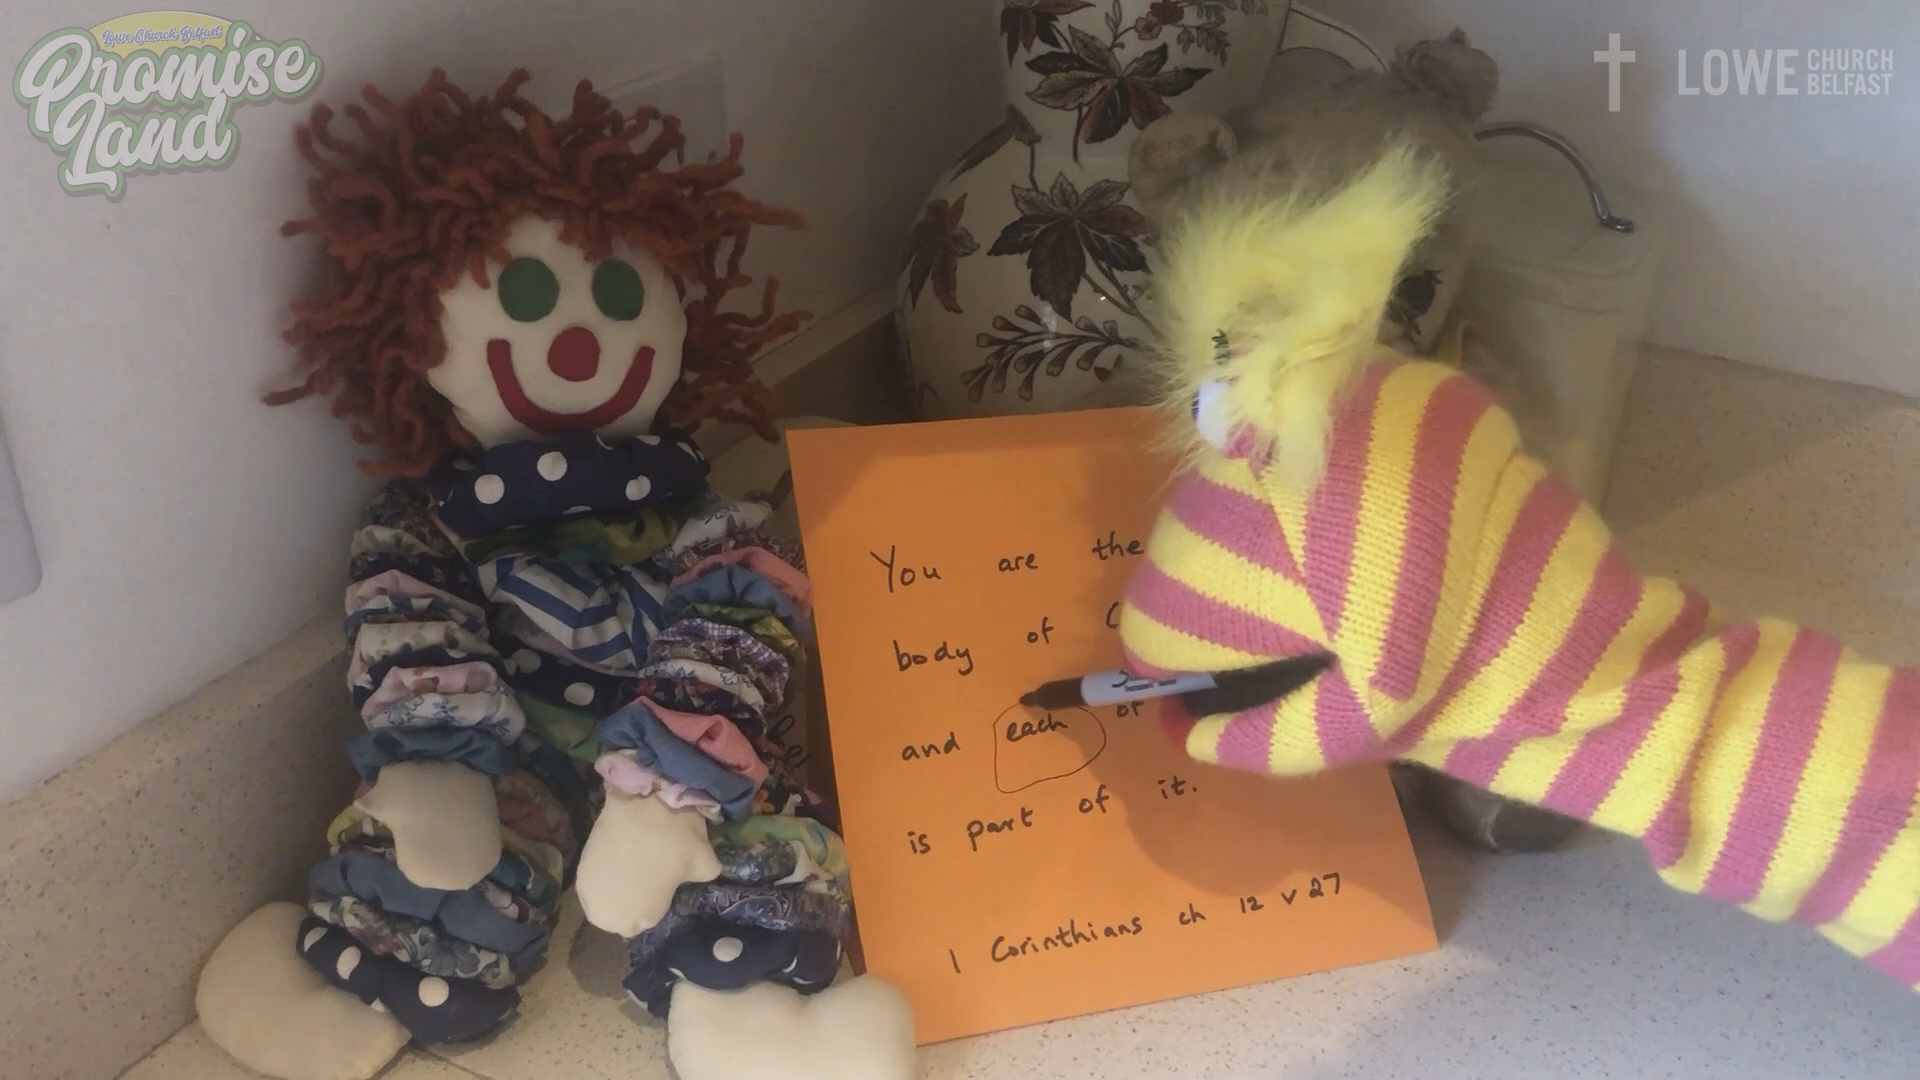 Lowe Church Belfast
Promise
Land
LOWE CHURCH
BELFAST
You are the
body of C
and each of
is part of it.
1 Corinthians ch 12 v 27